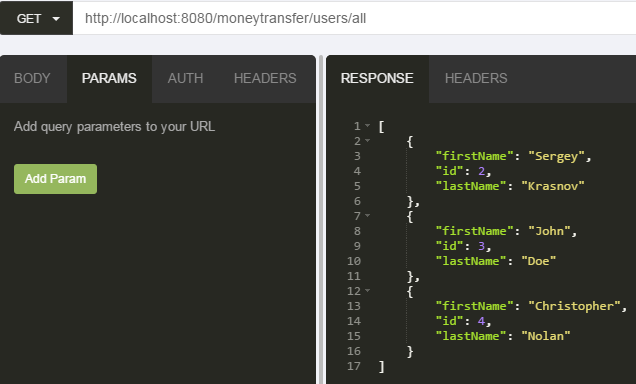 GET http://localhost:8080/moneytransfer/users/all
BODY PARAMS AUTH HEADERS
Add query parameters to your URL
Add Param
RESPONSE HEADERS
1 [
2 {
3 "firstName": "Sergey",
4 "id": 2,
5 "lastName": "Krasnov"
6 },
7 {
8 "firstName": "John",
9 "id": 3,
10 "lastName": "Doe"
11 },
12 {
13 "firstName": "Christopher",
14 "id": 4,
15 "lastName": "Nolan"
16 }
17 ]